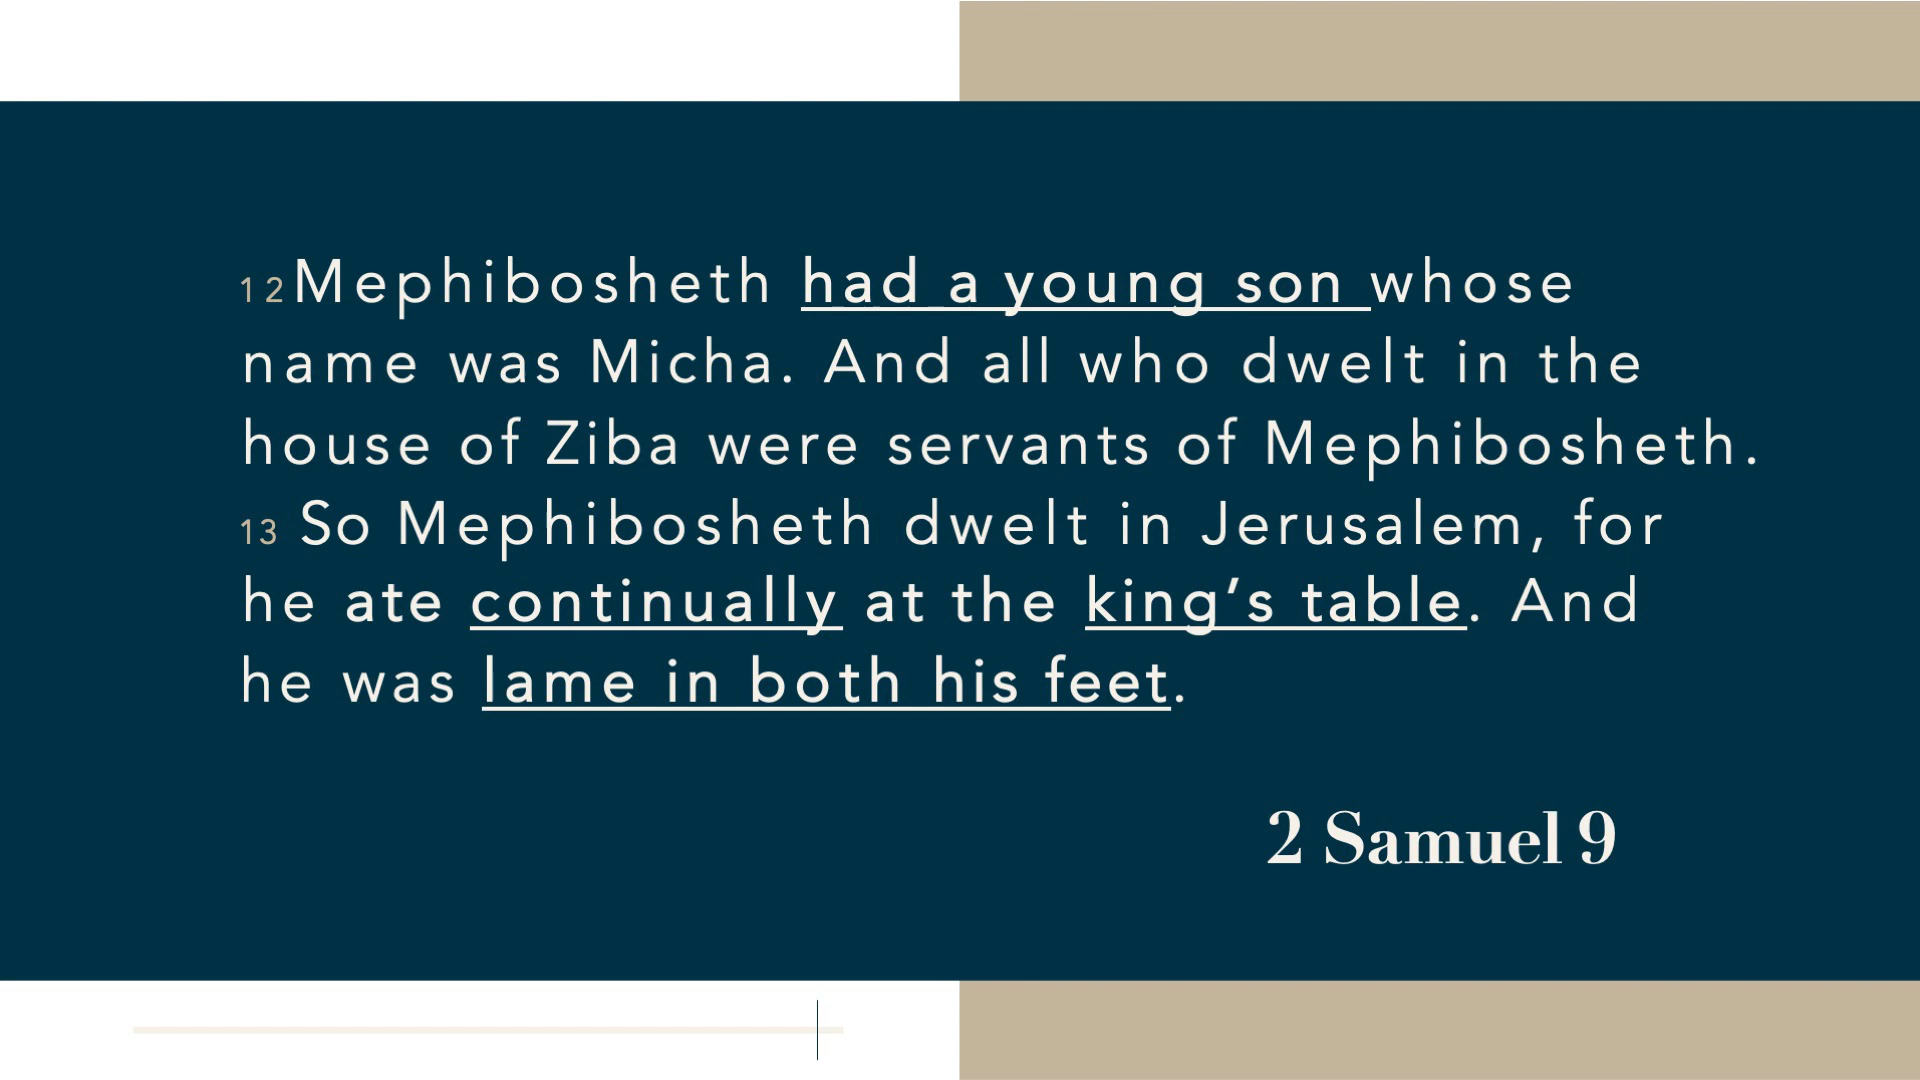 12Mephibosheth had a young son whose
name was Micha. And all who dwelt in the
house of Ziba were servants of Mephibosheth.
13 So Mephibosheth dwelt in Jerusalem, for
he ate continually at the king’s table. And
he was lame in both his feet.
2 Samuel 9